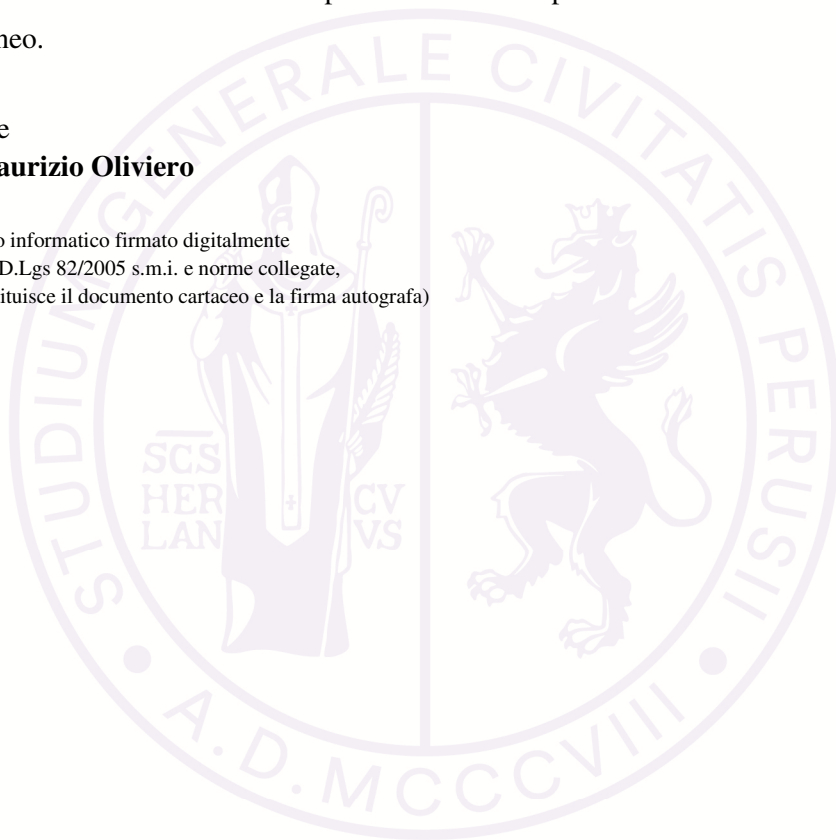 neo.
e
aurizio Oliviero
o informatico firmato digitalmente
D.Lgs 82/2005 s.m.i. e norme collegate,
ituisce il documento cartaceo e la firma autografa)
STUDIUM GENERALE CIVITATIS PERUSII
SCS
HER
LAN
CV
VS
A.D. MCCCVIII